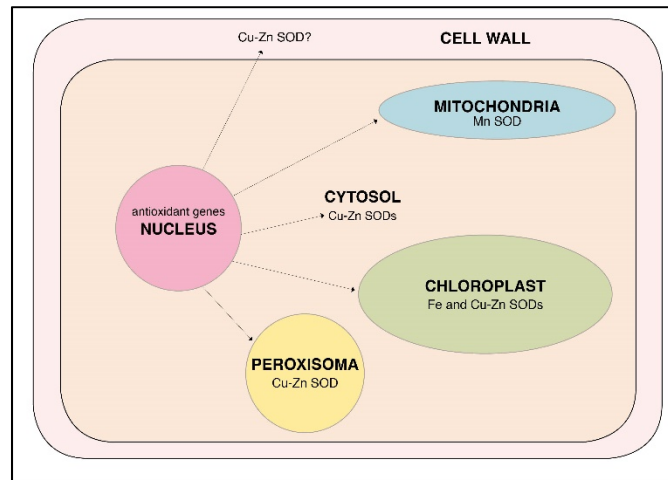 Cu-Zn SOD?
CELL WALL
MITOCHONDRIA
Mn SOD
antioxidant genes
NUCLEUS
CYTOSOL
Cu-Zn SODs
CHLOROPLAST
Fe and Cu-Zn SODs
PEROXISOMA
Cu-Zn SOD